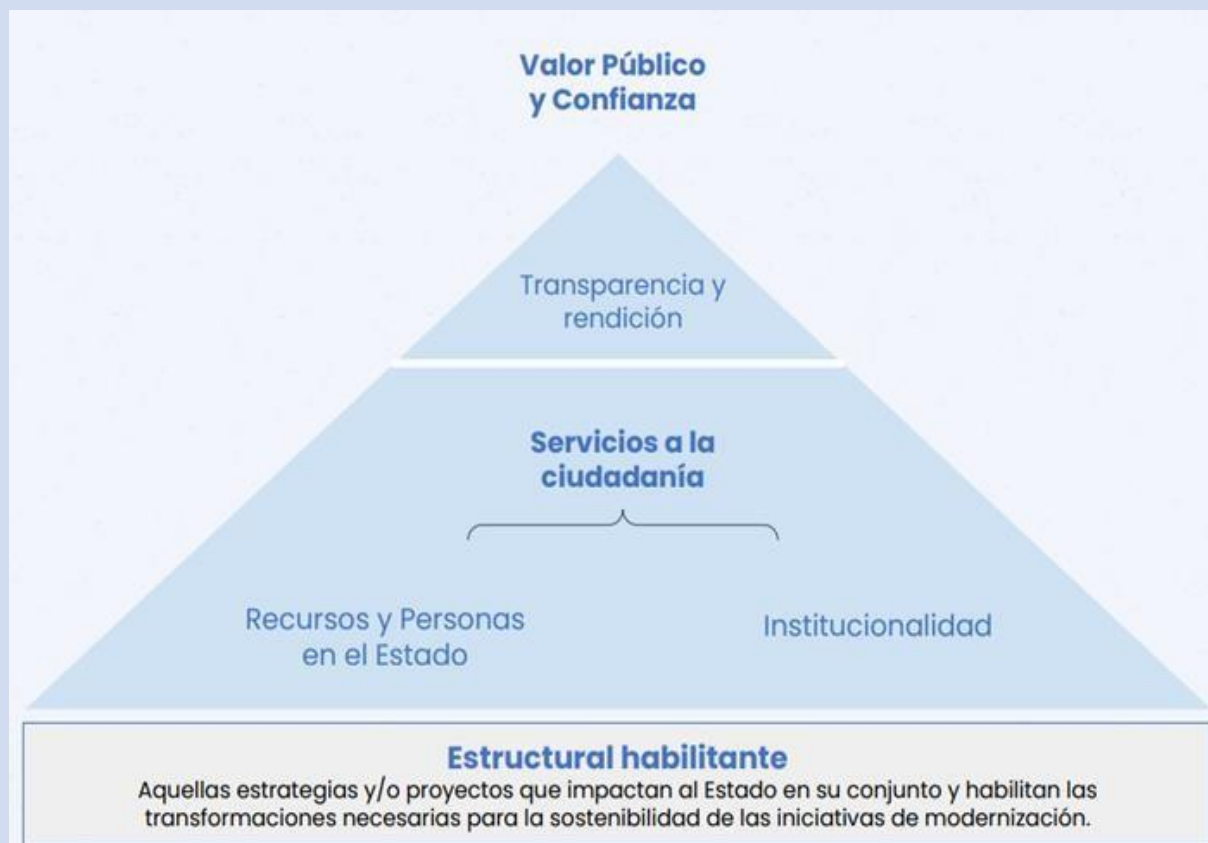 Valor Público
y Confianza
Transparencia y
rendición
Servicios a la
ciudadanía
Recursos y Personas
en el Estado
Institucionalidad
Estructural habilitante
Aquellas estrategias y/o proyectos que impactan al Estado en su conjunto y habilitan las
transformaciones necesarias para la sostenibilidad de las iniciativas de modernización.